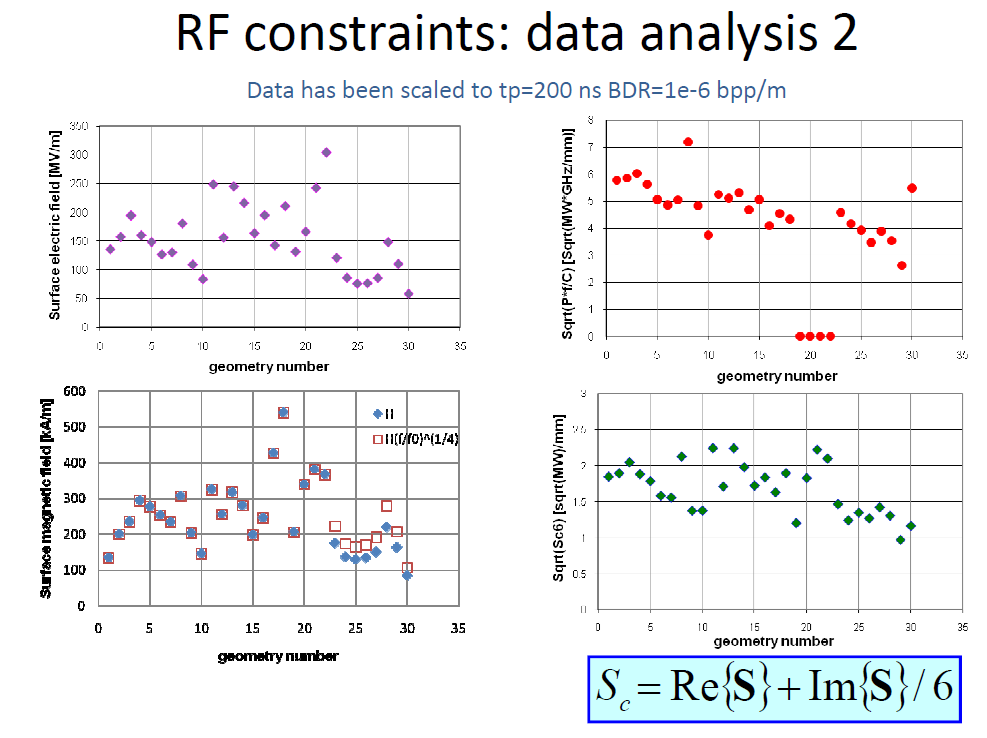 RF constraints: data analysis 2
Data has been scaled to tp=200 ns BDR=1e-6 bpp/m
Surface electric field [MV/m]
350
300
250
200
150
100
50
0
0 5 10 15 20 25 30 35
geometry number
Sqrt(P*f/C) [Sqrt(MW*GHz/mm)]
8
7
6
5
4
3
2
1
0
0 5 10 15 20 25 30 35
geometry number
Surface magnetic field [kA/m]
600
500
400
300
200
100
0
0 5 10 15 20 25 30 35
geometry number
H
H(f/f0)^(1/4)
Sqrt(Sc6) [sqrt(MW)/mm]
3
2.5
2
1.5
1
0.5
0
0 5 10 15 20 25 30 35
geometry number
S_c = Re{S} + Im{S}/6